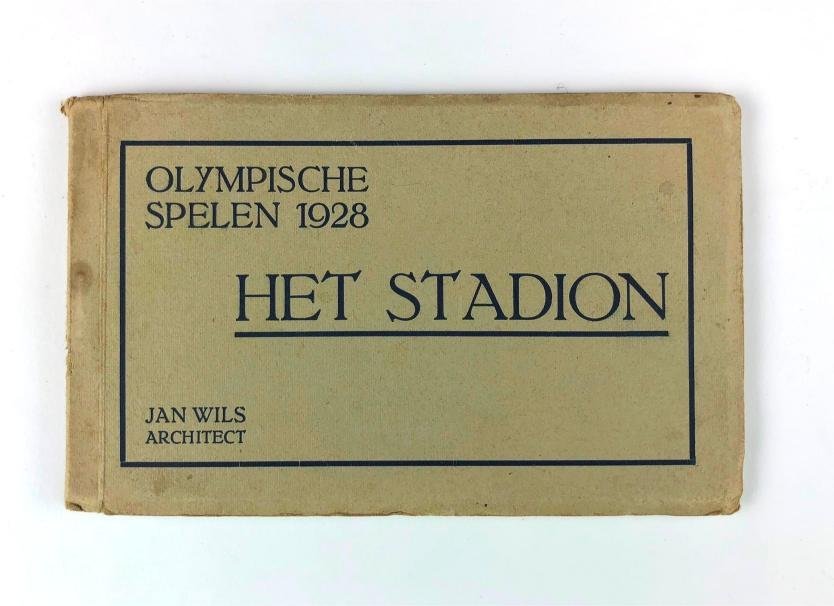 OLYMPISCHE
SPELEN 1928
HET STADION
JAN WILS
ARCHITECT